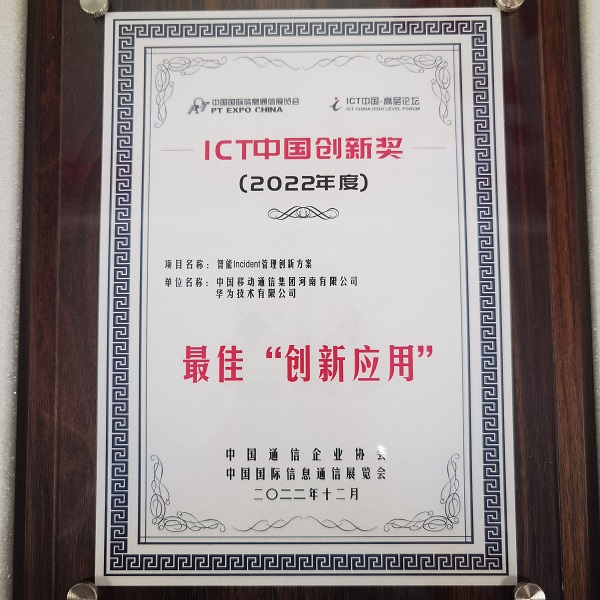 中国国际信息通信展览会
PT EXPO CHINA
ICT中国·高层论坛
ICT CHINA HIGH LEVEL FORUM
ICT中国创新奖
(2022年度)
项目名称：智能Incident管理创新方案
单位名称：中国移动通信集团河南有限公司
华为技术有限公司
最佳“创新应用”
中国通信企业协会
中国国际信息通信展览会
二〇二二年十二月